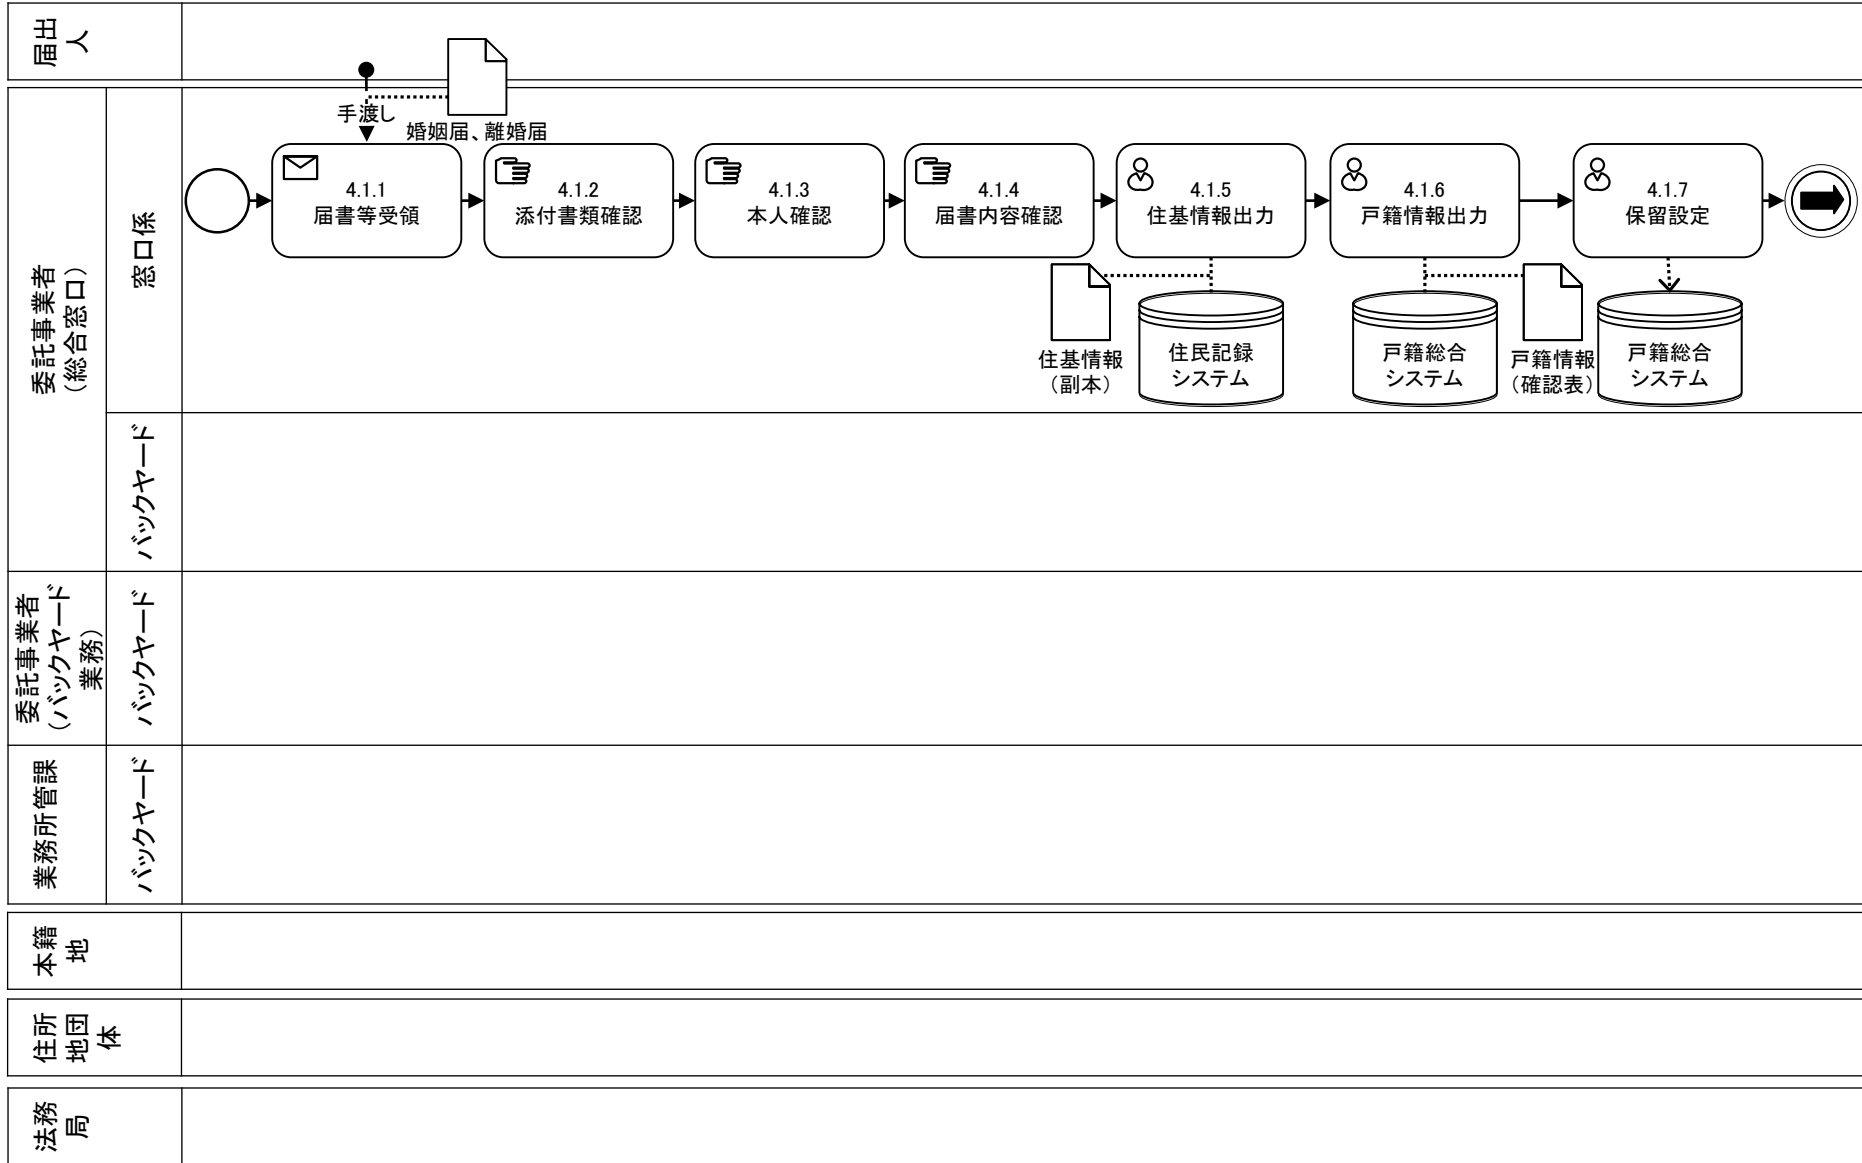 届出
人
手渡し
婚姻届、離婚届
委託事業者
（総合窓口）
窓口係
4.1.1
届書等受領
4.1.2
添付書類確認
4.1.3
本人確認
4.1.4
届書内容確認
4.1.5
住基情報出力
4.1.6
戸籍情報出力
4.1.7
保留設定
住基情報
（副本）
住民記録
システム
戸籍総合
システム
戸籍情報
（確認表）
戸籍総合
システム
バックヤード
委託事業者
（バックヤード
業務）
バックヤード
業務所管課
バックヤード
本籍
地
住所
地団
体
法務
局